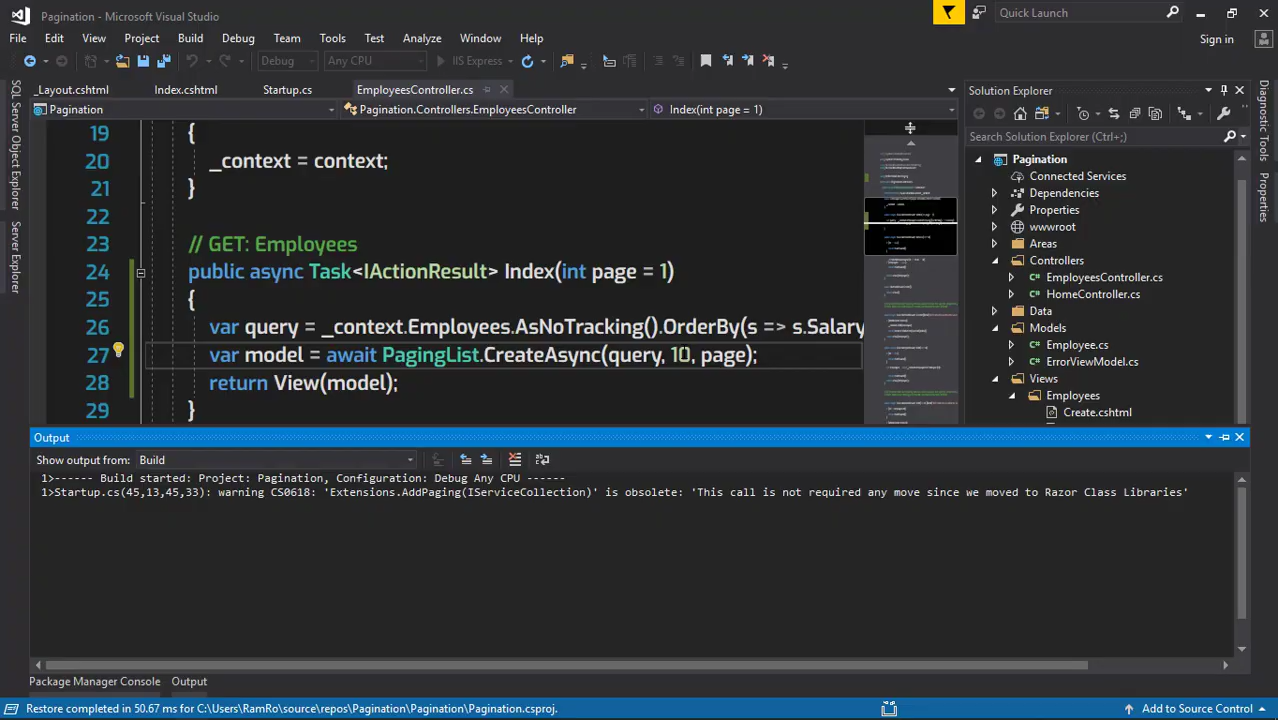 Pagination - Microsoft Visual Studio
Quick Launch
File Edit View Project Build Debug Team Tools Test Analyze Window Help
Sign in
Debug Any CPU IIS Express
_Layout.cshtml Index.cshtml Startup.cs EmployeesController.cs
Pagination Pagination.Controllers.EmployeesController Index(int page = 1)
SQL Server Object Explorer
Server Explorer
19 {
20 _context = context;
21 }
22
23 // GET: Employees
24 public async Task<IActionResult> Index(int page = 1)
25 {
26 var query = _context.Employees.AsNoTracking().OrderBy(s => s.Salary
27 var model = await PagingList.CreateAsync(query, 10, page);
28 return View(model);
29 }
Solution Explorer
Search Solution Explorer (Ctrl+;)
Pagination
Connected Services
Dependencies
Properties
wwwroot
Areas
Controllers
EmployeesController.cs
HomeController.cs
Data
Models
Employee.cs
ErrorViewModel.cs
Views
Employees
Create.cshtml
Diagnostic Tools
Properties
Output
Show output from: Build
1>------ Build started: Project: Pagination, Configuration: Debug Any CPU ------
1>Startup.cs(45,13,45,33): warning CS0618: 'Extensions.AddPaging(IServiceCollection)' is obsolete: 'This call is not required any move since we moved to Razor Class Libraries'
Package Manager Console Output
Restore completed in 50.67 ms for C:\Users\RamRo\source\repos\Pagination\Pagination\Pagination.csproj.
Add to Source Control